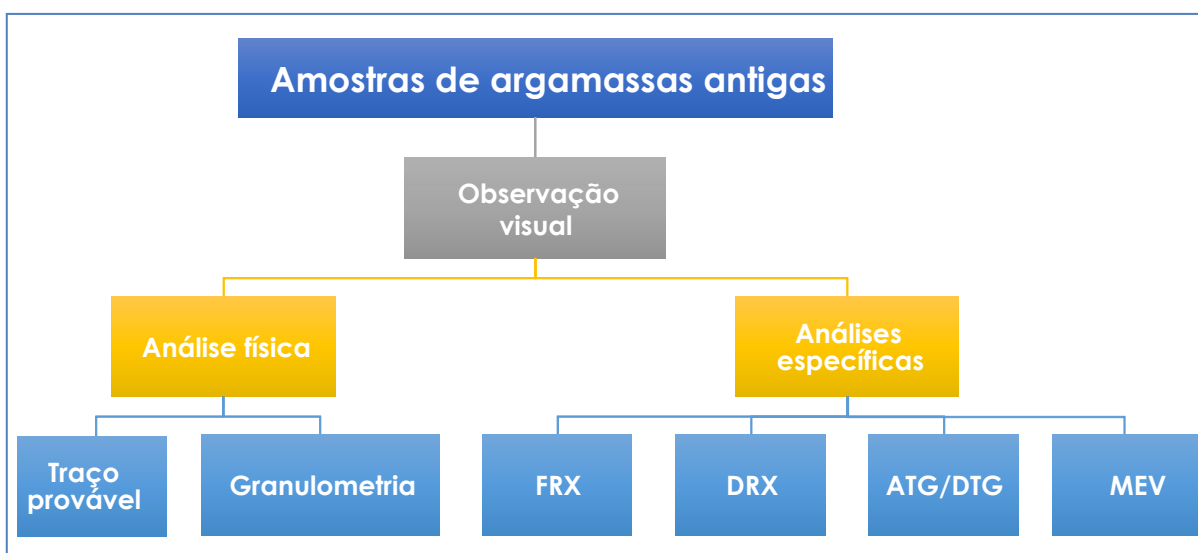 Amostras de argamassas antigas
Observação
visual
Análise física
Análises
específicas
Traço
provável
Granulometria
FRX
DRX
ATG/DTG
MEV